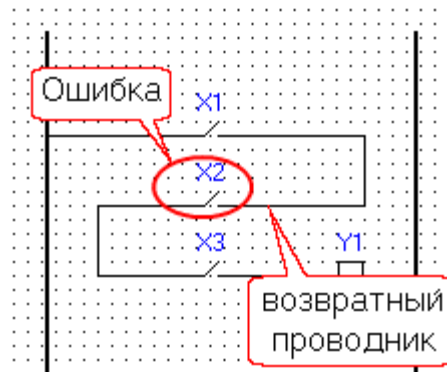 Ошибка
X1
X2
X3
Y1
возвратный
проводник